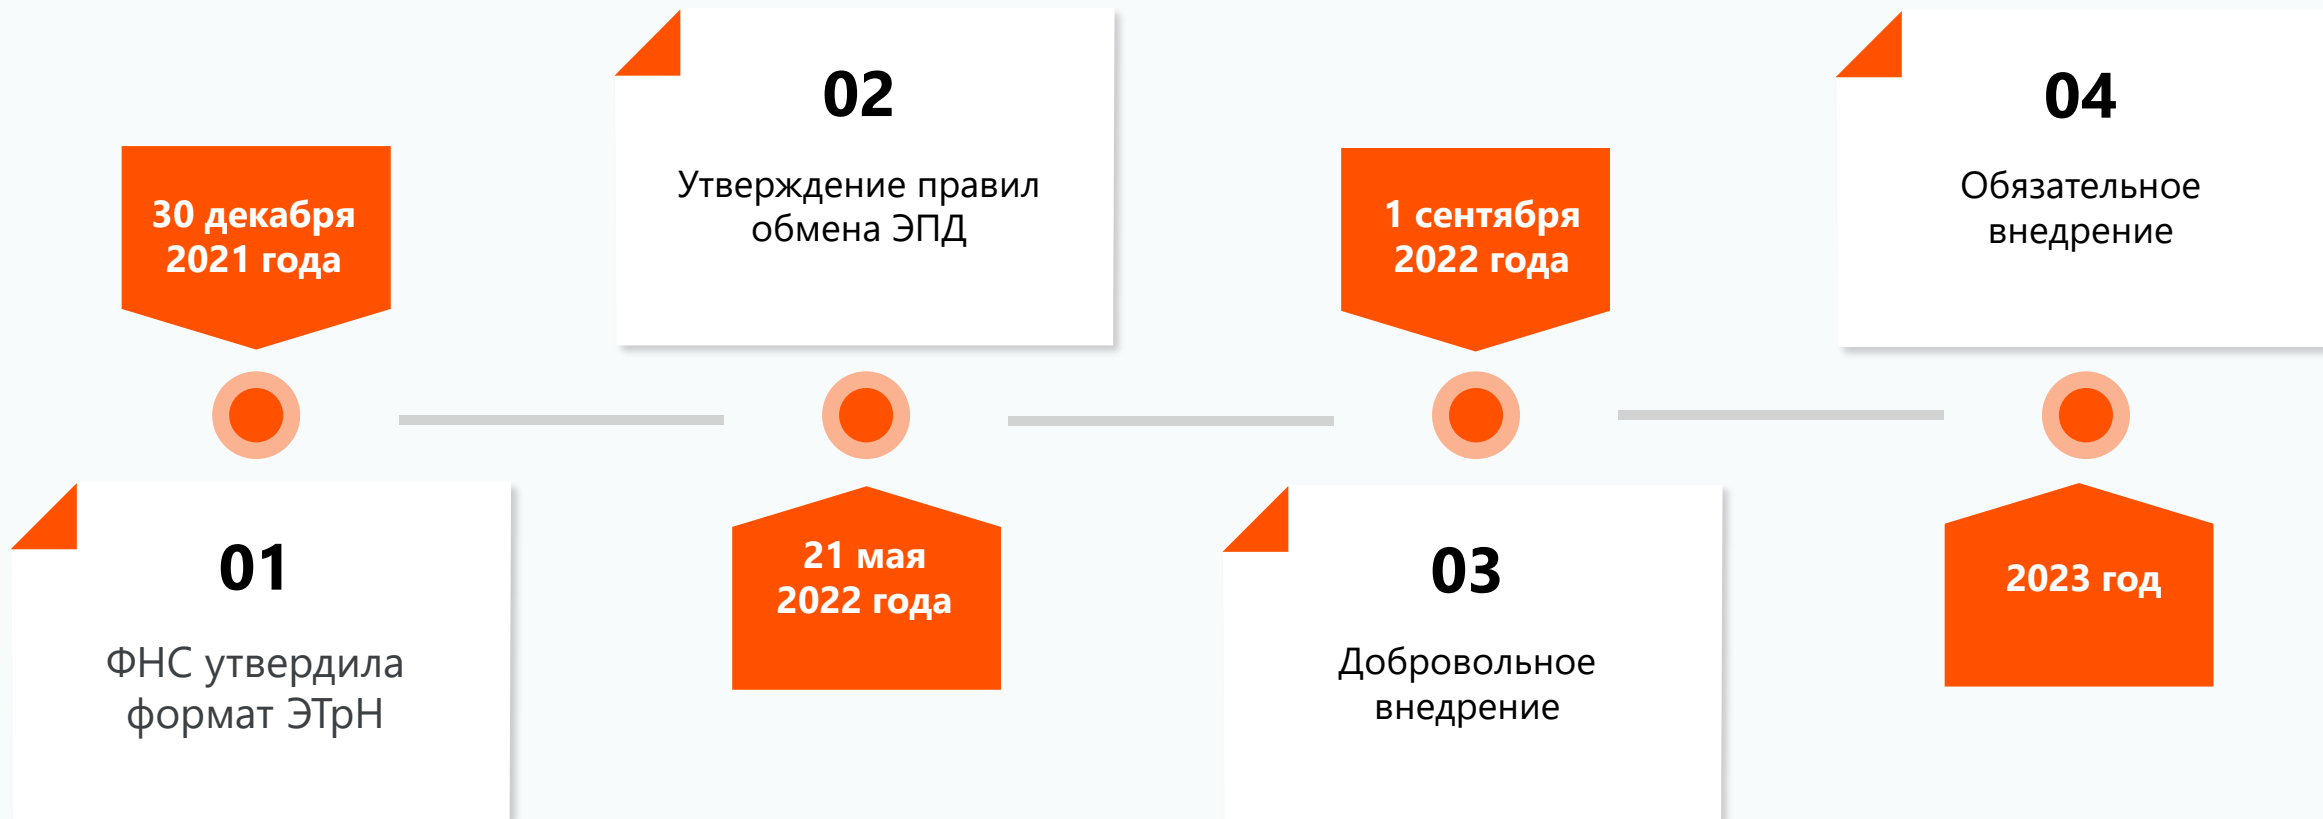 30 декабря
2021 года
01
ФНС утвердила
формат ЭТрН
02
Утверждение правил
обмена ЭПД
21 мая
2022 года
1 сентября
2022 года
03
Добровольное
внедрение
04
Обязательное
внедрение
2023 год